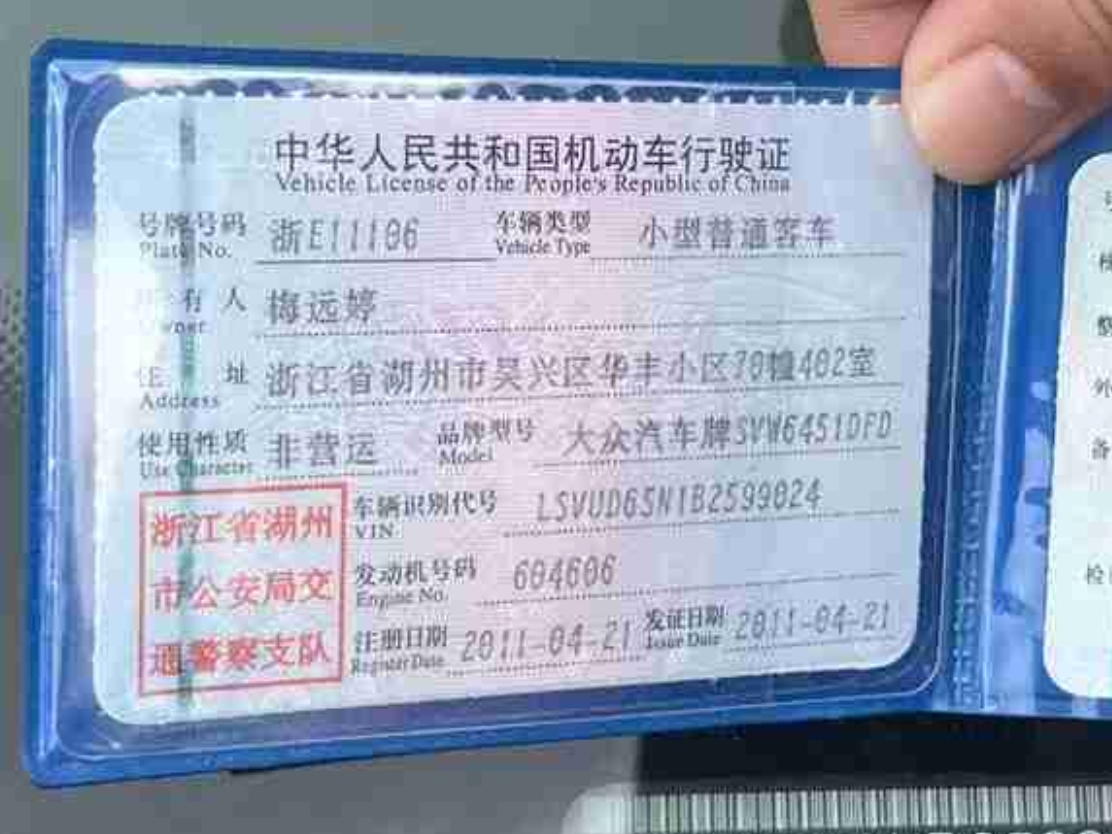 中华人民共和国机动车行驶证
Vehicle License of the People's Republic of China
号牌号码 浙E11106 车辆类型 小型普通客车
Plate No. Vehicle Type
有人 梅远婷
Owner
住址 浙江省湖州市吴兴区华丰小区70幢402室
Address
使用性质 非营运 品牌型号 大众汽车牌SVW6451DFD
Use Character Model
浙江省湖州
市公安局交
通警察支队
车辆识别代号 LSVUD65N1B2599024
VIN
发动机号码 604606
Engine No.
注册日期 2011-04-21 发证日期 2011-04-21
Register Date Issue Date